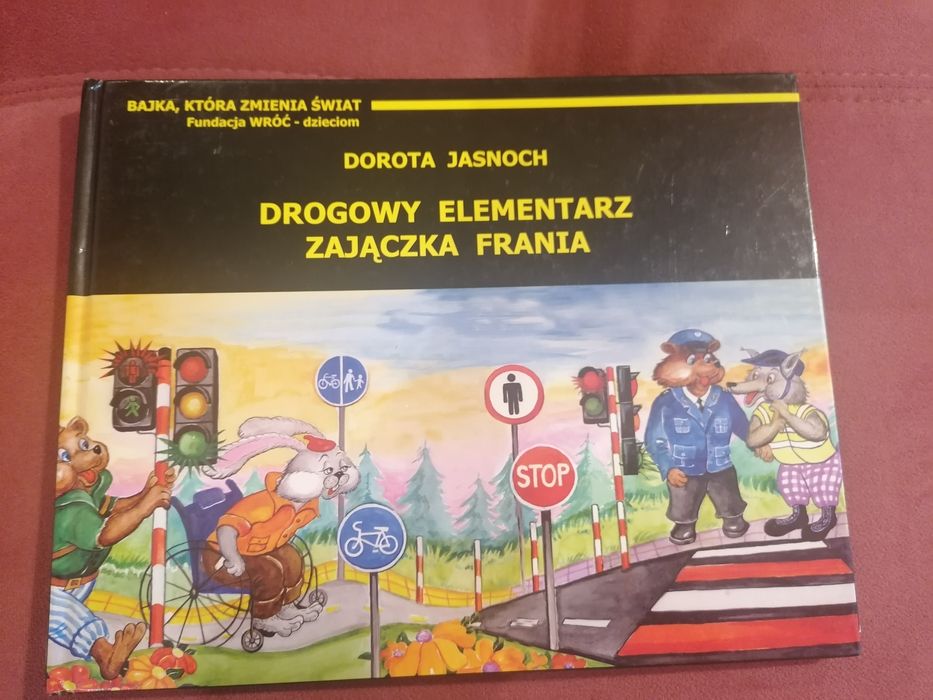 BAJKA, KTÓRA ZMIENIA ŚWIAT
Fundacja WRÓĆ - dzieciom
DOROTA JASNOCH
DROGOWY ELEMENTARZ
ZAJĄCZKA FRANIA
STOP